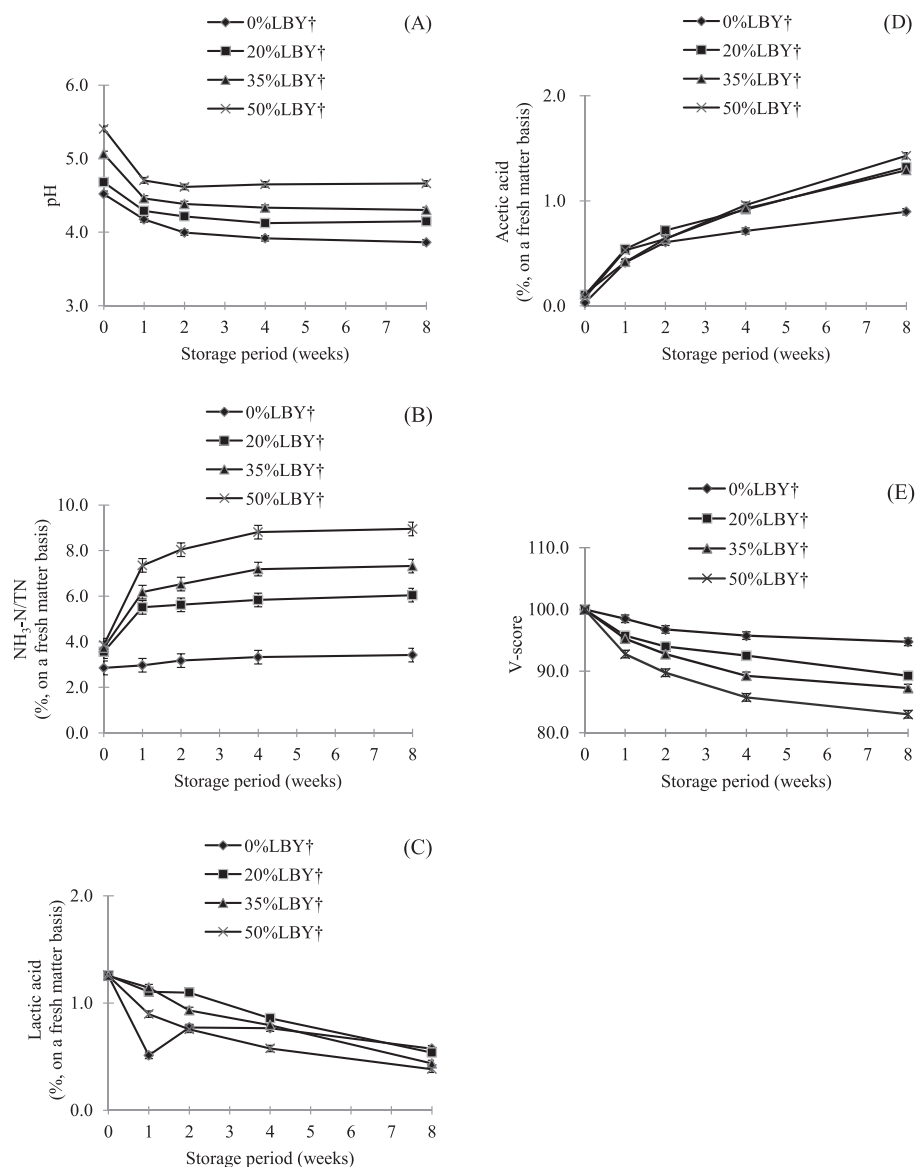 (A)
0%LBY†
20%LBY†
35%LBY†
50%LBY†
6.0
5.0
4.0
3.0
pH
0 1 2 3 4 5 6 7 8
Storage period (weeks)
(B)
0%LBY†
20%LBY†
35%LBY†
50%LBY†
10.0
8.0
6.0
4.0
2.0
0.0
NH₃-N/TN
(%, on a fresh matter basis)
0 1 2 3 4 5 6 7 8
Storage period (weeks)
(C)
0%LBY†
20%LBY†
35%LBY†
50%LBY†
2.0
1.0
0.0
Lactic acid
(%, on a fresh matter basis)
0 1 2 3 4 5 6 7 8
Storage period (weeks)
(D)
0%LBY†
20%LBY†
35%LBY†
50%LBY†
2.0
1.0
0.0
Acetic acid
(%, on a fresh matter basis)
0 1 2 3 4 5 6 7 8
Storage period (weeks)
(E)
0%LBY†
20%LBY†
35%LBY†
50%LBY†
110.0
100.0
90.0
80.0
V-score
0 1 2 3 4 5 6 7 8
Storage period (weeks)